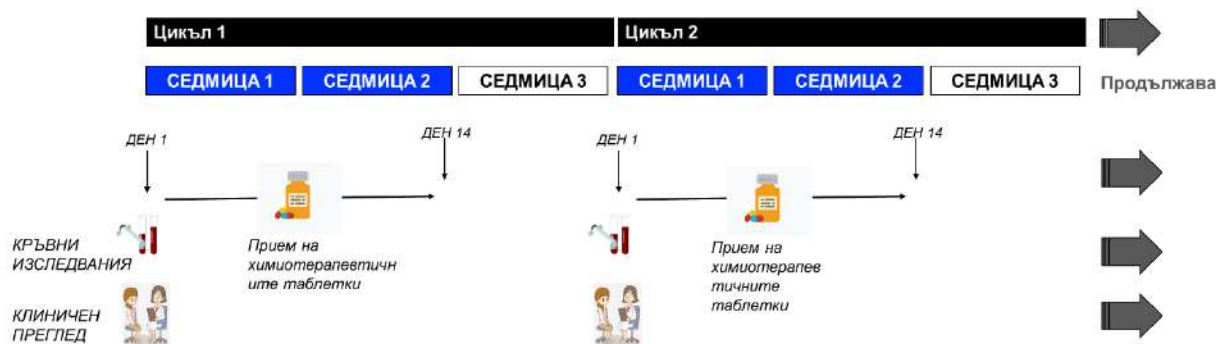 Цикъл 1
Цикъл 2
СЕДМИЦА 1
СЕДМИЦА 2
СЕДМИЦА 3
СЕДМИЦА 1
СЕДМИЦА 2
СЕДМИЦА 3
Продължава
ДЕН 1
ДЕН 14
ДЕН 1
ДЕН 14
КРЪВНИ
ИЗСЛЕДВАНИЯ
Прием на
химиотерапевтичн
ите таблетки
Прием на
химиотерапев
тичните
таблетки
КЛИНИЧЕН
ПРЕГЛЕД